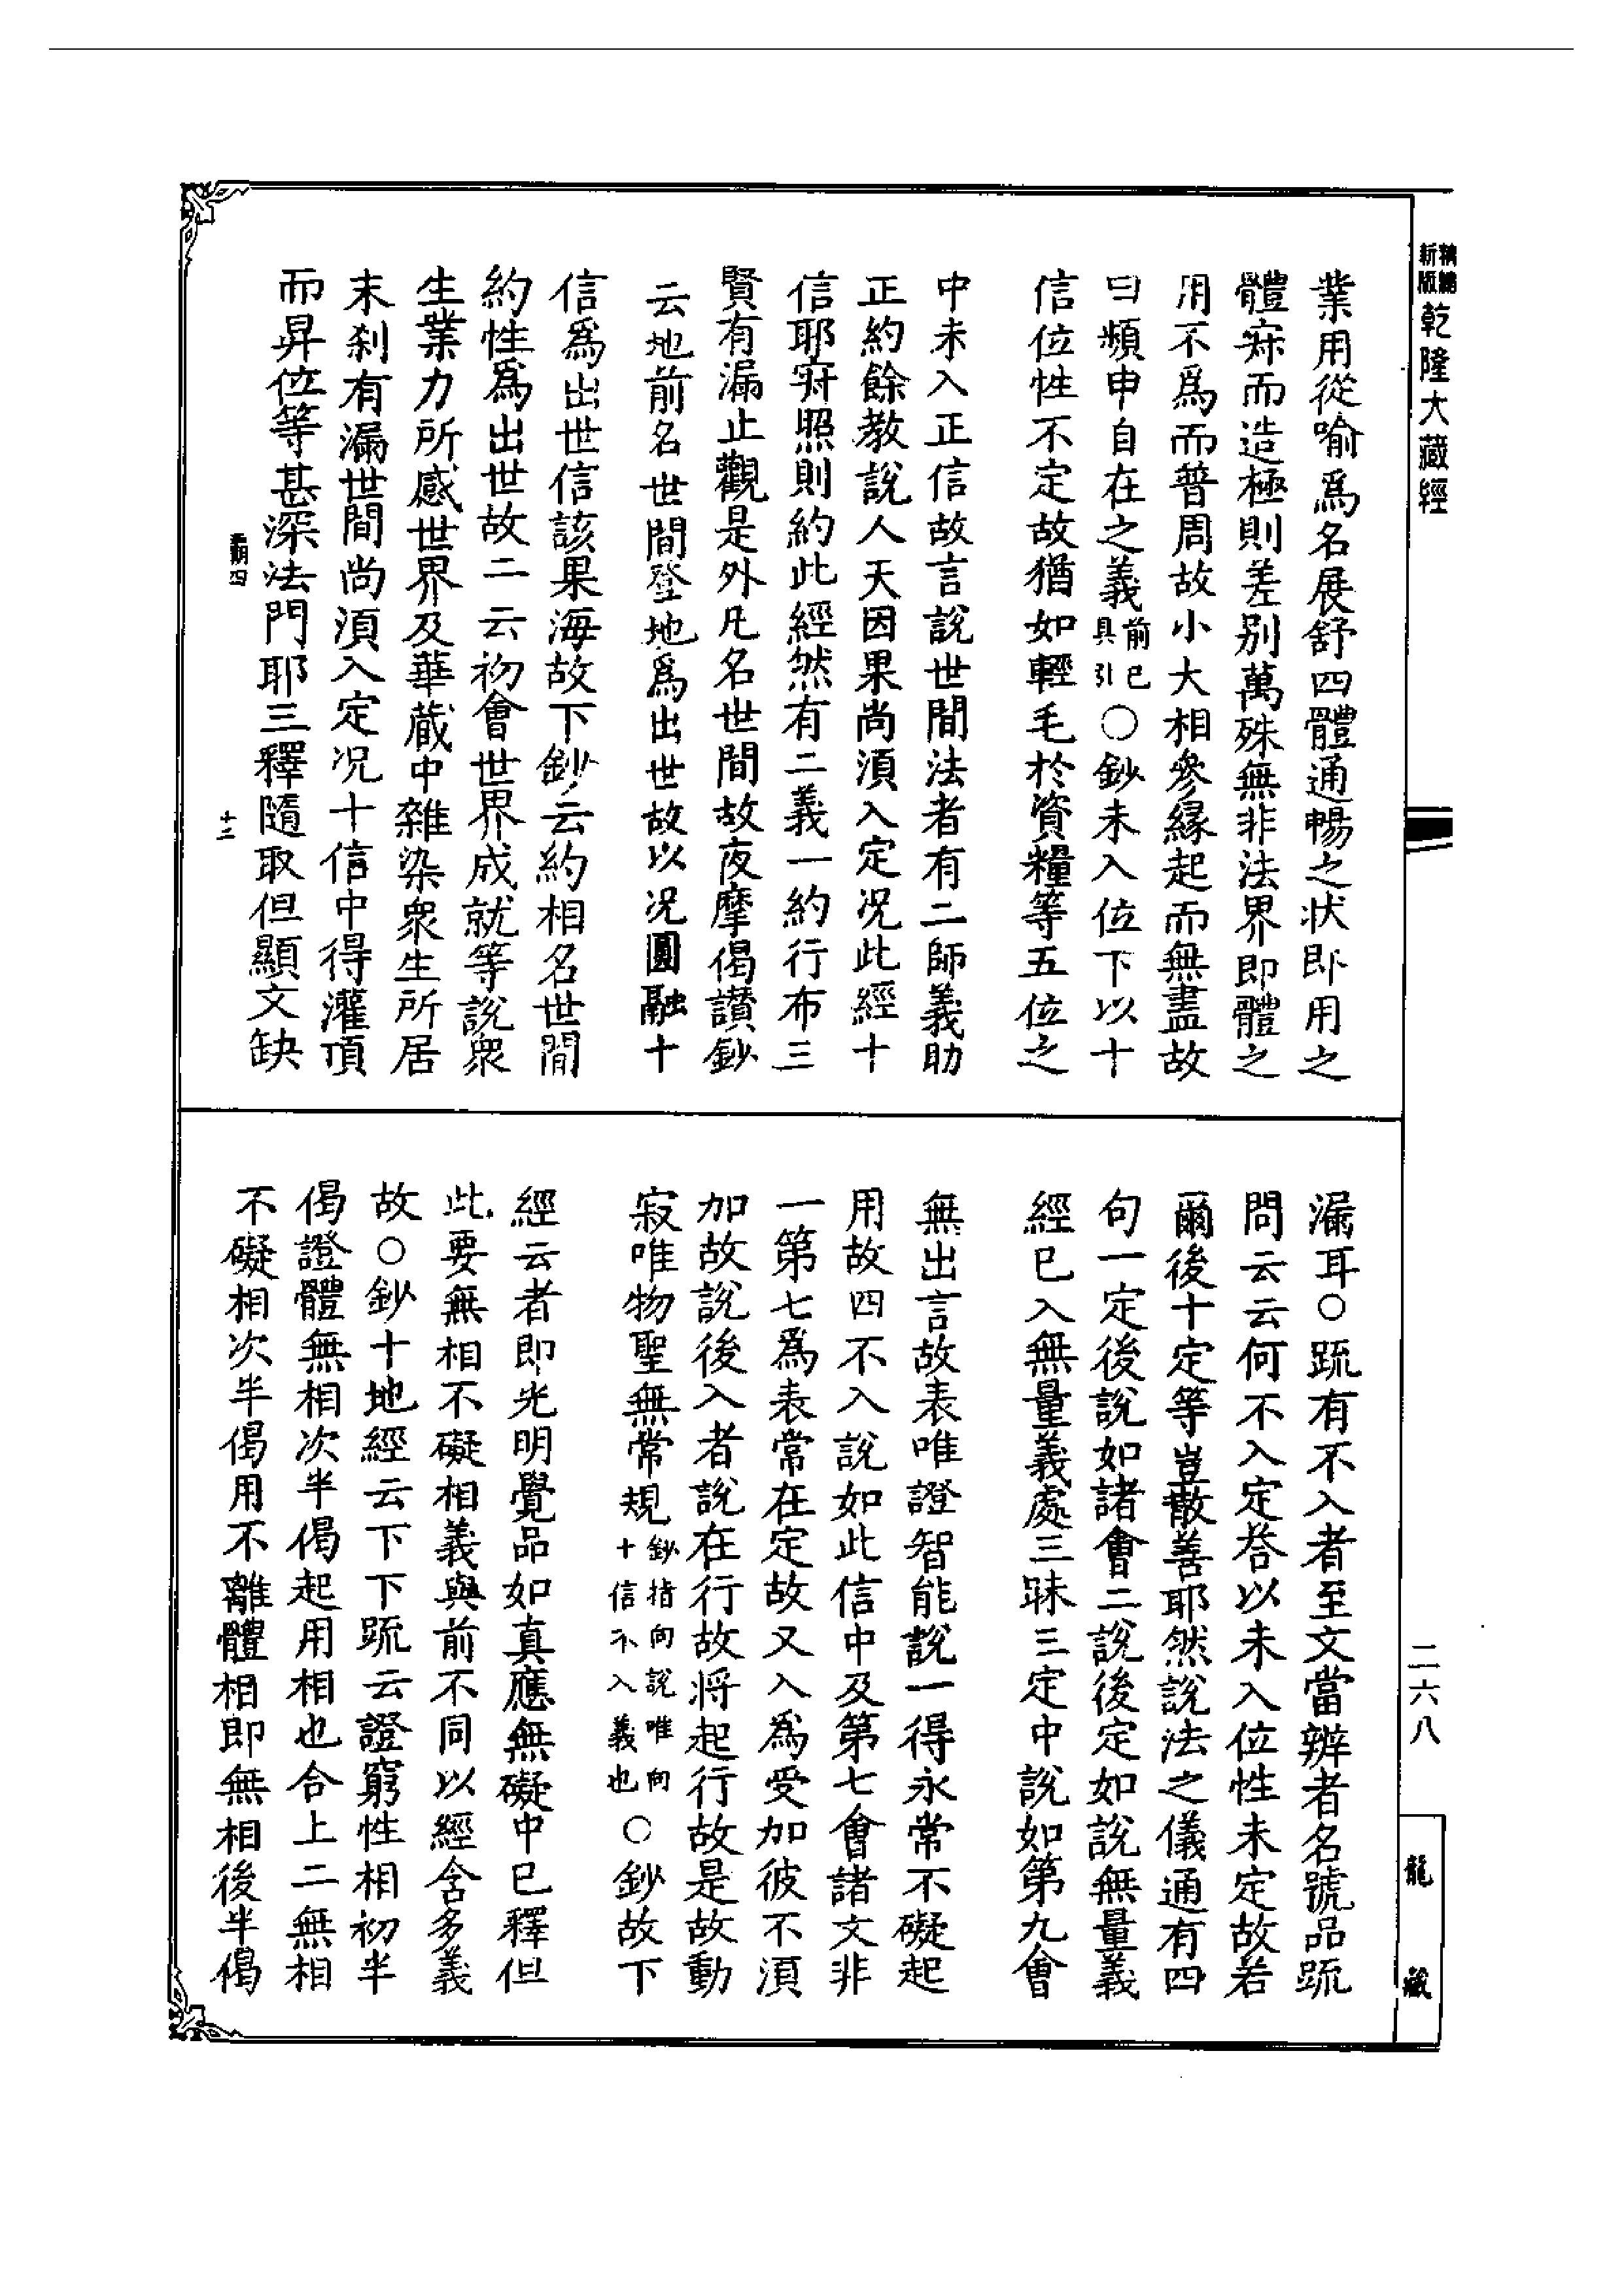 精編
新版
乾隆大藏經
業用從喻爲名展舒四體通暢之状即用之
體寂而造極則差別萬殊無非法界即體之
用不爲而普周故小大相參緣起而無盡故
曰頻申自在之義前已具引○鈔未入位下以十
信位性不定故猶如輕毛於資糧等五位之
中未入正信故言說世間法者有二師義助
正約餘教說人天因果尚須入定况此經十
信耶寂照則約此經然有二義一約行布三
賢有漏止觀是外凡名世間故夜摩偈讃鈔
云地前名世間登地爲出世故以况圓融十
信爲出世信該果海故下鈔云約相名世間
約性爲出世故二云初會世界成就等說衆
生業力所感世界及華蔵中雜染衆生所居
末刹有漏世間尚須入定况十信中得灌頂
而昇位等甚深法門耶三釋隨取但顯文缺
四
十二
漏耳○䟽有不入者至文當辨者名號品䟽
問云云何不入定荅以未入位性未定故若
爾後十定等豈散善耶然說法之儀通有四
句一定後說如諸會二說後定如說無量義
經已入無量義處三昧三定中說如第九會
無出言故表唯證智能說一得永常不礙起
用故四不入說如此信中及第七會諸文非
一第七爲表常在定故又入爲受加彼不須
加故說後入者說在行故將起行故是故動
寂唯物聖無常規鈔指向說唯向十信不入義也○鈔故下
經云者即光明覺品如真應無礙中已釋但
此要無相不礙相義與前不同以經含多義
故○鈔十地經云下下䟽云證窮性相初半
偈證體無相次半偈起用相也合上二無相
不礙相次半偈用不離體相即無相後半偈
二六八
龍藏